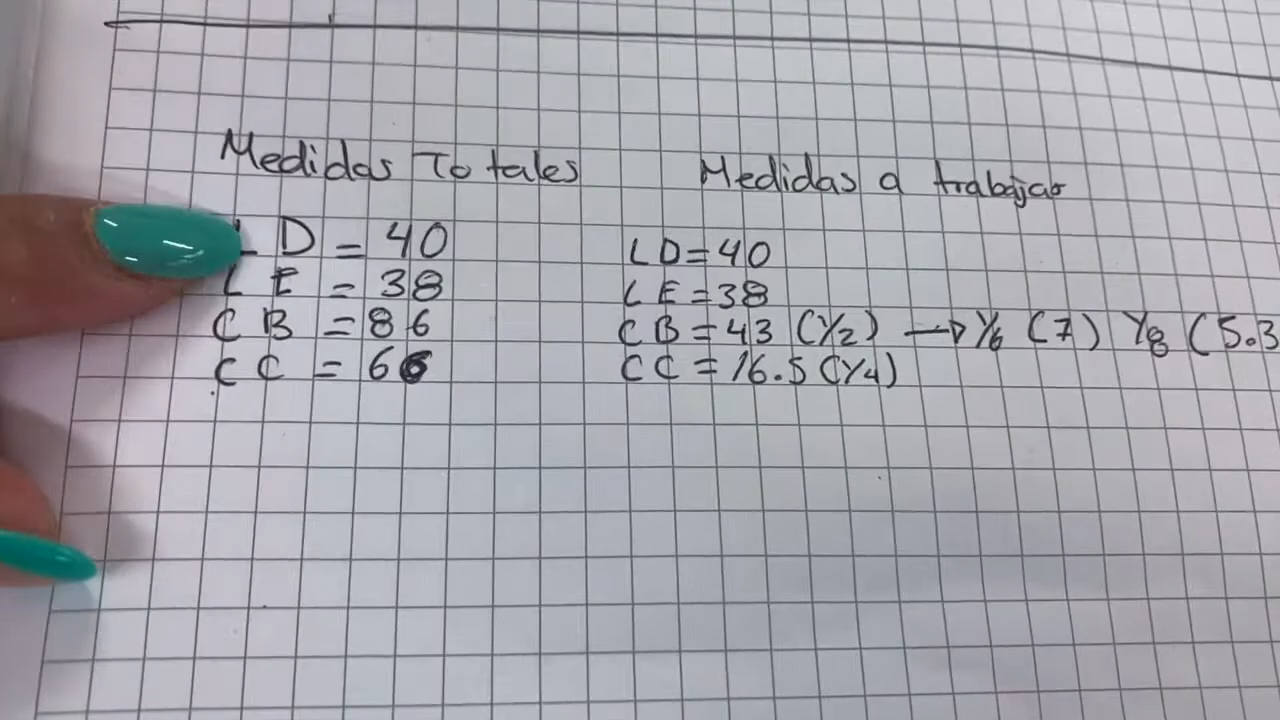 Medidas Totales Medidas a trabajar
LD = 40 LD = 40
LE = 38 LE = 38
CB = 86 CB = 43 (1/2) → 1/6 (7) 1/8 (5.3
CC = 66 CC = 16.5 (1/4)